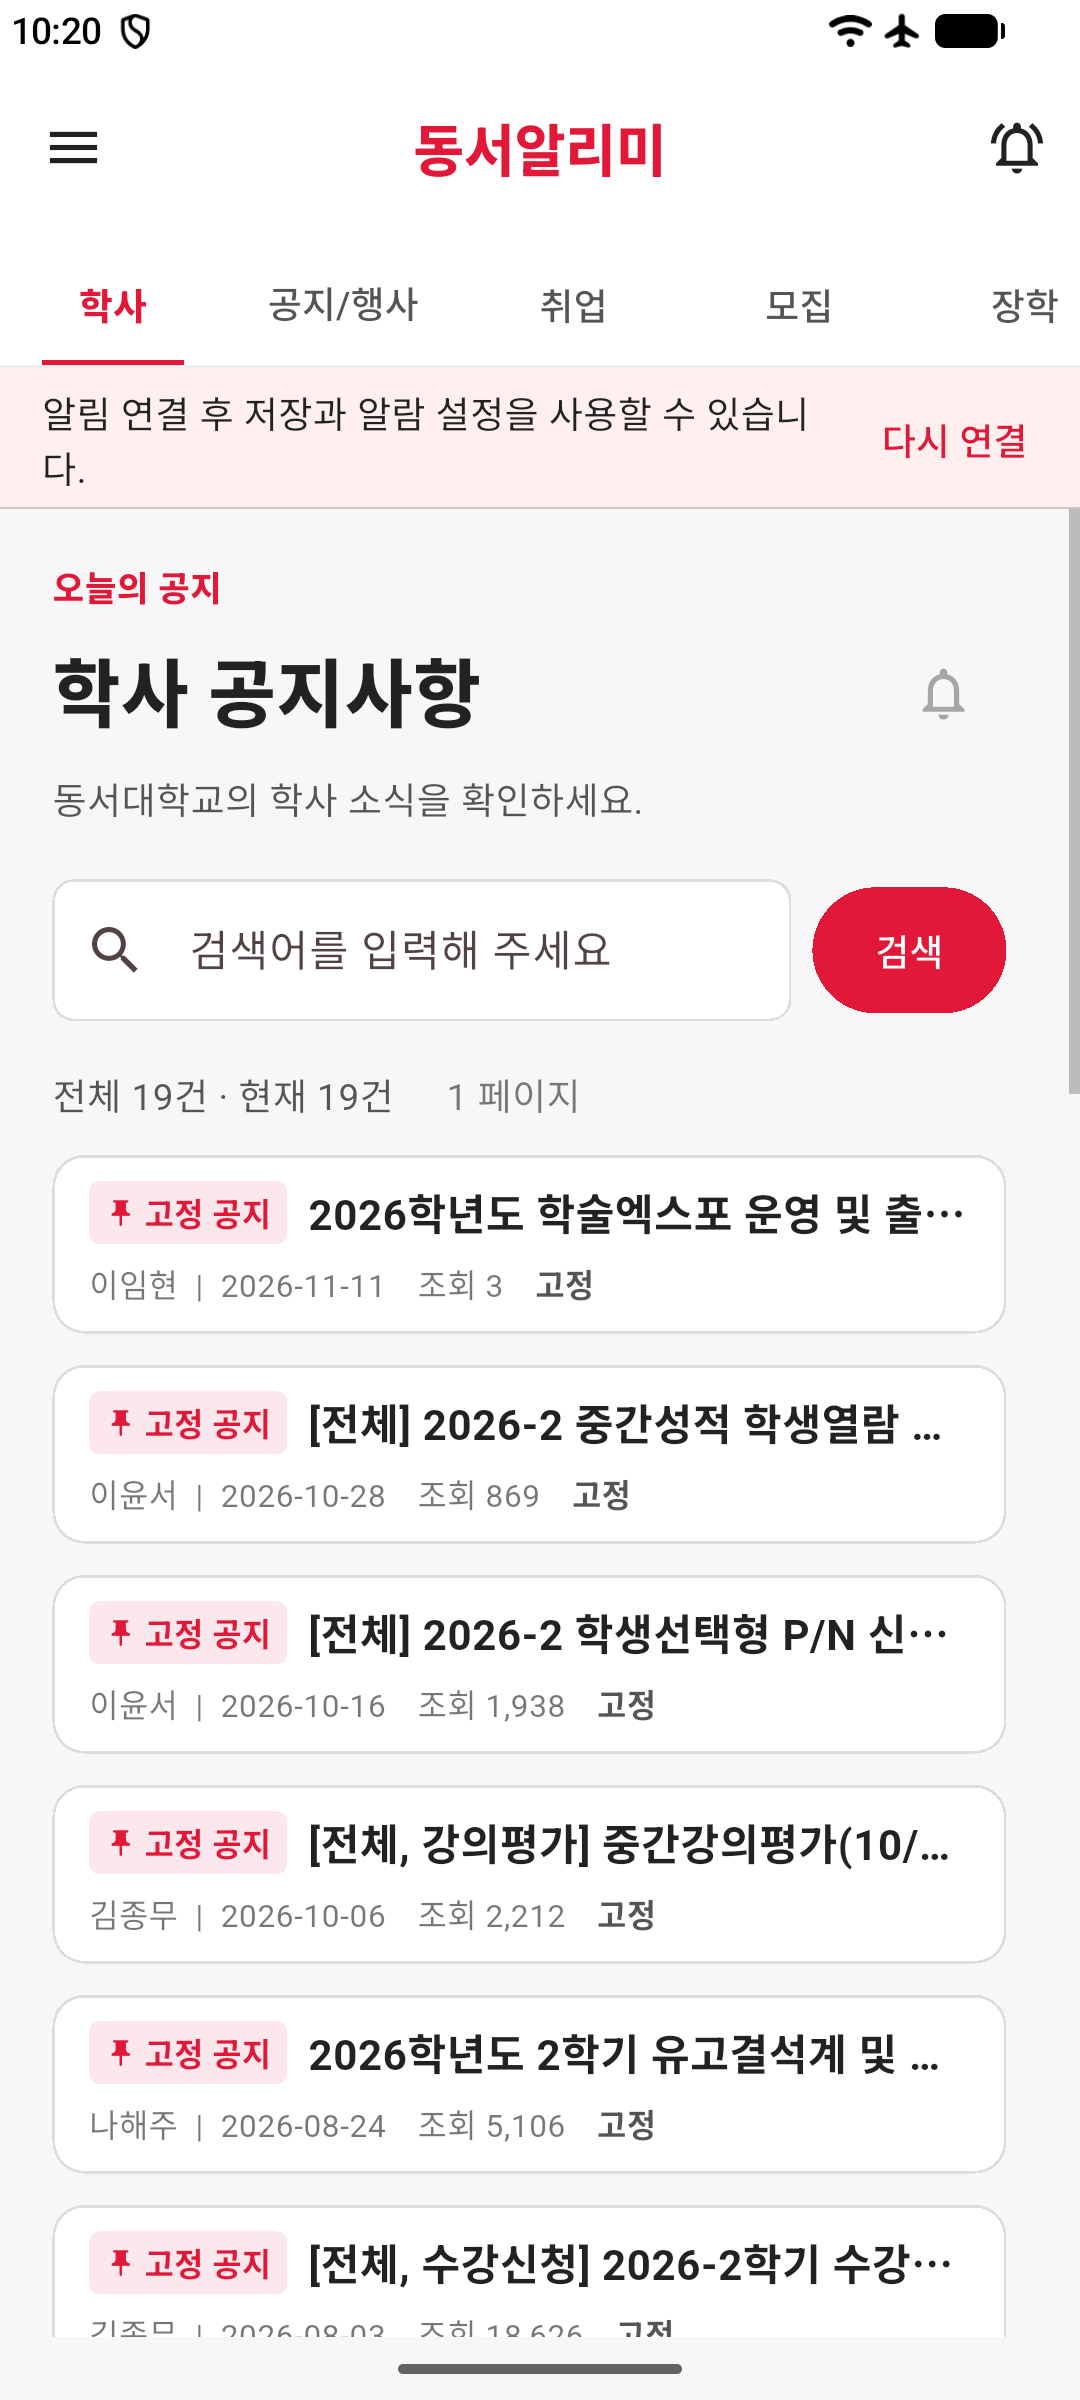 10:20
동서알리미
학사 공지/행사 취업 모집 장학
알림 연결 후 저장과 알람 설정을 사용할 수 있습니
다.
다시 연결
오늘의 공지
학사 공지사항
동서대학교의 학사 소식을 확인하세요.
검색어를 입력해 주세요
검색
전체 19건 · 현재 19건 1 페이지
고정 공지 2026학년도 학술엑스포 운영 및 출…
이임현 | 2026-11-11 조회 3 고정
고정 공지 [전체] 2026-2 중간성적 학생열람 ...
이윤서 | 2026-10-28 조회 869 고정
고정 공지 [전체] 2026-2 학생선택형 P/N 신…
이윤서 | 2026-10-16 조회 1,938 고정
고정 공지 [전체, 강의평가] 중간강의평가(10/...
김종무 | 2026-10-06 조회 2,212 고정
고정 공지 2026학년도 2학기 유고결석계 및 ...
나해주 | 2026-08-24 조회 5,106 고정
고정 공지 [전체, 수강신청] 2026-2학기 수강…
김종무 | 2026-08-03 조회 18,626 고정